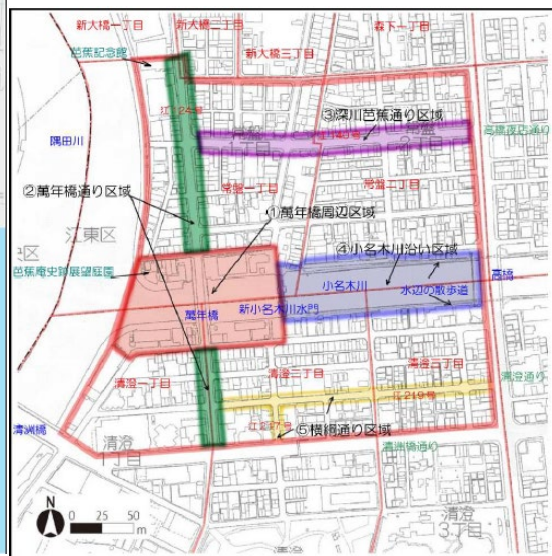 新大橋一丁目
新大橋二丁目
森下一丁目
芭蕉記念館
新大橋三丁目
江124号
③深川芭蕉通り区域
高橋夜店通り
隅田川
常盤一丁目
常盤二丁目
②萬年橋通り区域
①萬年橋周辺区域
江東区
④小名木川沿い区域
芭蕉庵史跡展望庭園
小名木川
高橋
水辺の散歩道
萬年橋
新小名木川水門
清澄一丁目
清澄二丁目
清澄三丁目
清澄通り
江219号
江217号
清洲橋
⑤横綱通り区域
清澄
清洲橋通り
N
0 25 50
m
清澄
3丁目
清澄